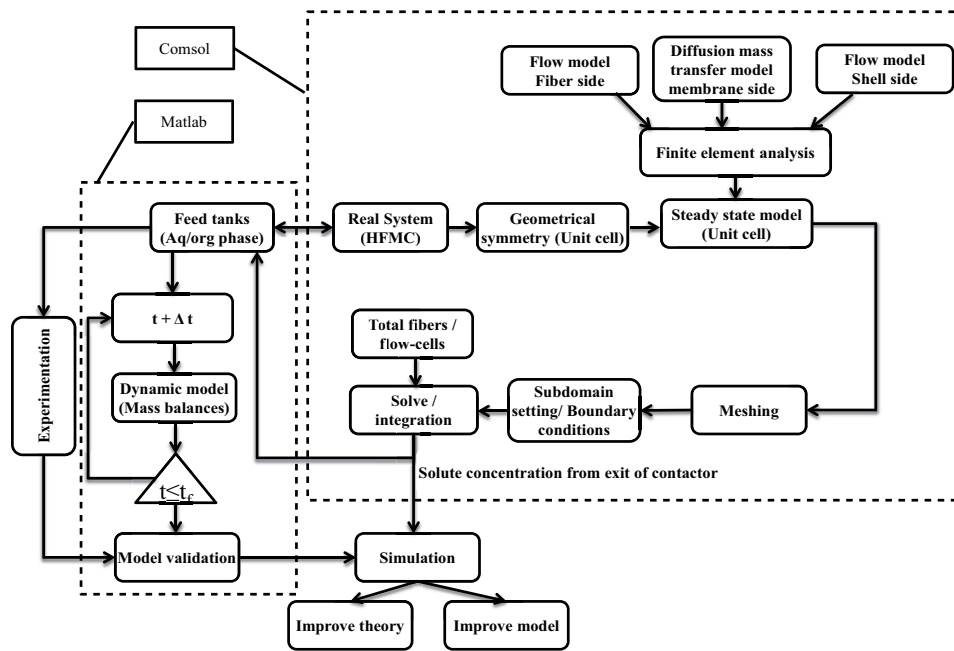 Comsol
Matlab
Flow model
Fiber side
Diffusion mass
transfer model
membrane side
Flow model
Shell side
Finite element analysis
Feed tanks
(Aq/org phase)
Real System
(HFMC)
Geometrical
symmetry (Unit cell)
Steady state model
(Unit cell)
Experimentation
t + Δ t
Total fibers /
flow-cells
Dynamic model
(Mass balances)
Solve /
integration
Subdomain
setting/ Boundary
conditions
Meshing
Solute concentration from exit of contactor
t≤tf
Model validation
Simulation
Improve theory
Improve model